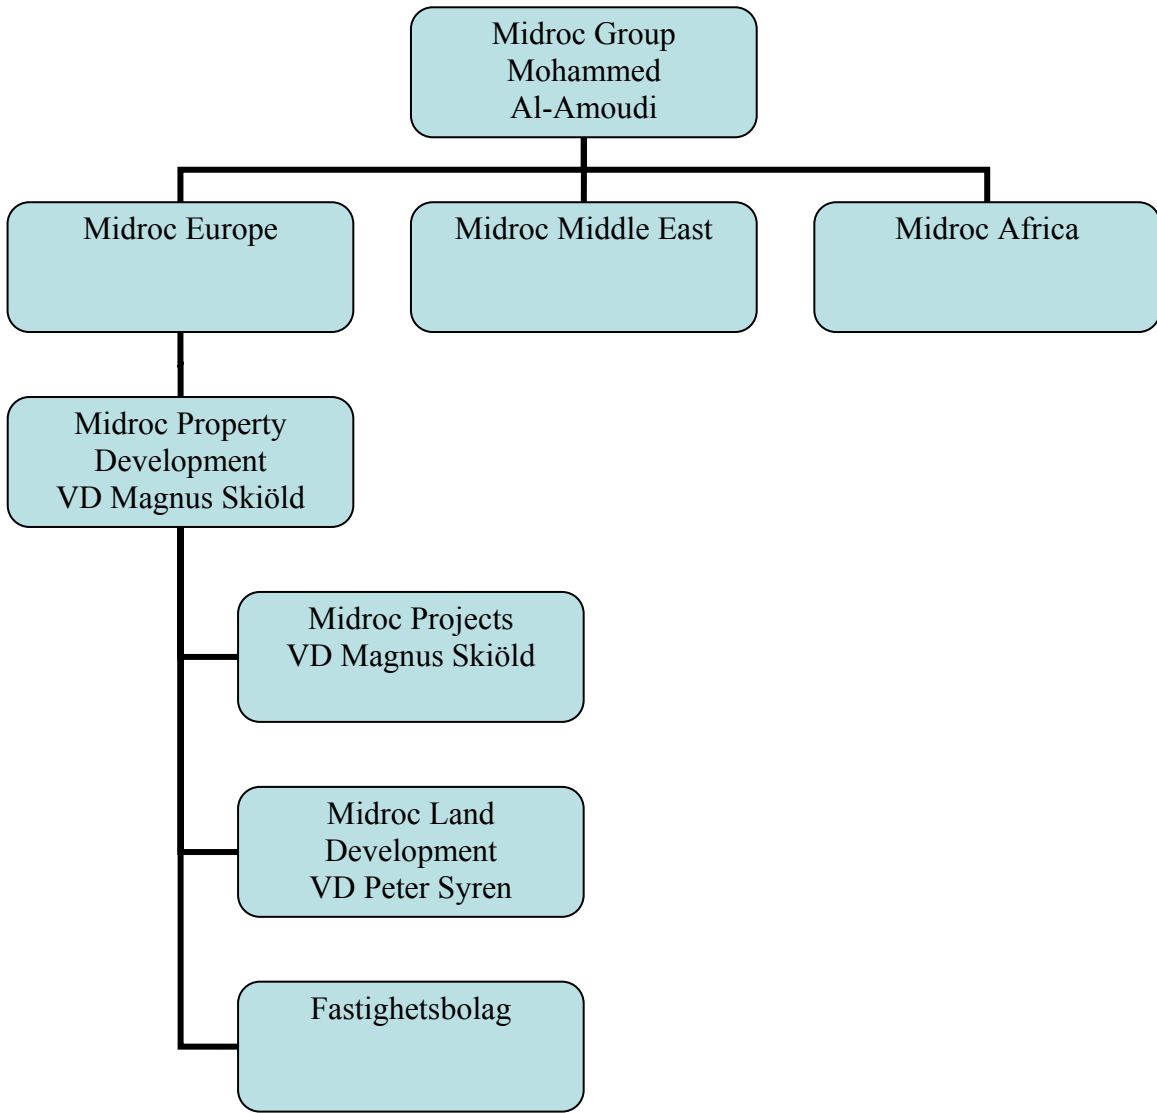 Midroc Group
Mohammed
Al-Amoudi
Midroc Europe
Midroc Middle East
Midroc Africa
Midroc Property
Development
VD Magnus Skiöld
Midroc Projects
VD Magnus Skiöld
Midroc Land
Development
VD Peter Syren
Fastighetsbolag